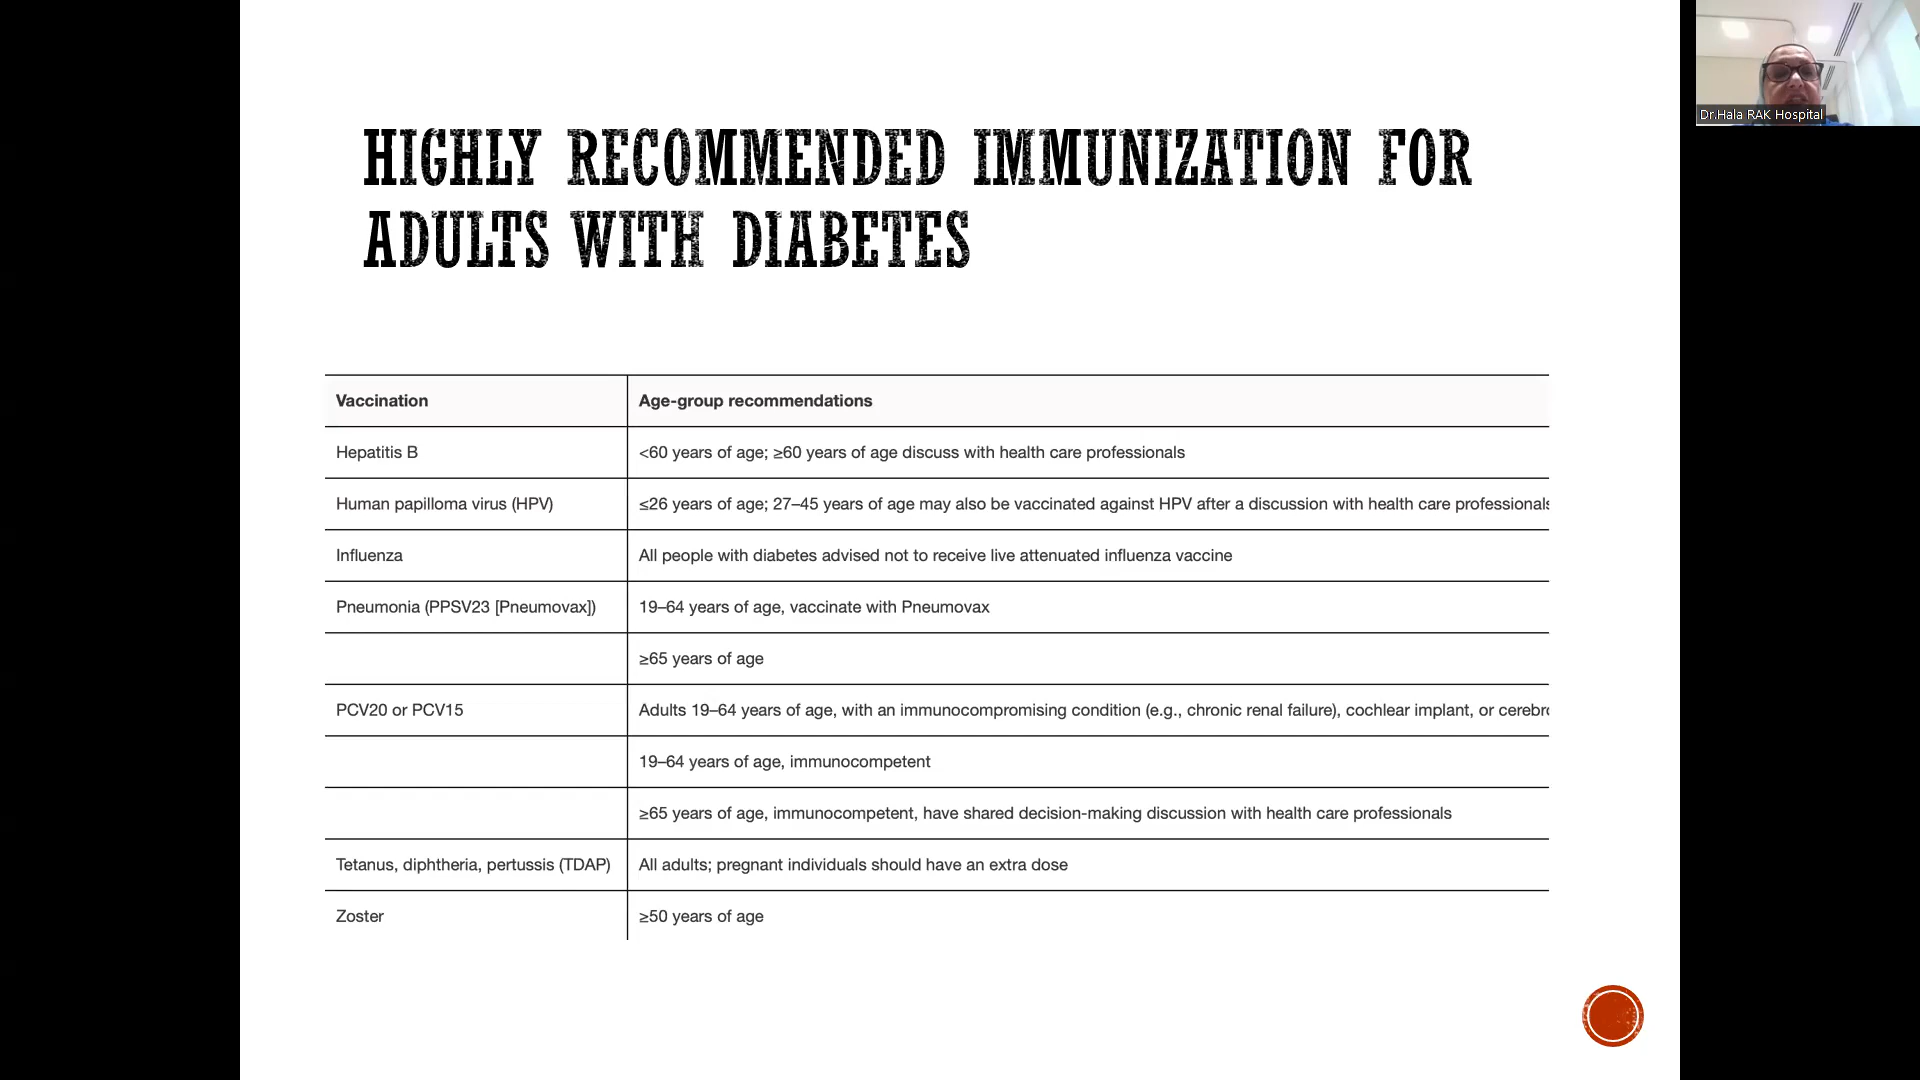 HIGHLY RECOMMENDED IMMUNIZATION FOR
ADULTS WITH DIABETES
Dr.Hala RAK Hospital
Vaccination Age-group recommendations
Hepatitis B <60 years of age; ≥60 years of age discuss with health care professionals
Human papilloma virus (HPV) ≤26 years of age; 27–45 years of age may also be vaccinated against HPV after a discussion with health care professionals
Influenza All people with diabetes advised not to receive live attenuated influenza vaccine
Pneumonia (PPSV23 [Pneumovax]) 19–64 years of age, vaccinate with Pneumovax
≥65 years of age
PCV20 or PCV15 Adults 19–64 years of age, with an immunocompromising condition (e.g., chronic renal failure), cochlear implant, or
19–64 years of age, immunocompetent
≥65 years of age, immunocompetent, have shared decision-making discussion with health care professionals
Tetanus, diphtheria, pertussis (TDAP) All adults; pregnant individuals should have an extra dose
Zoster ≥50 years of age